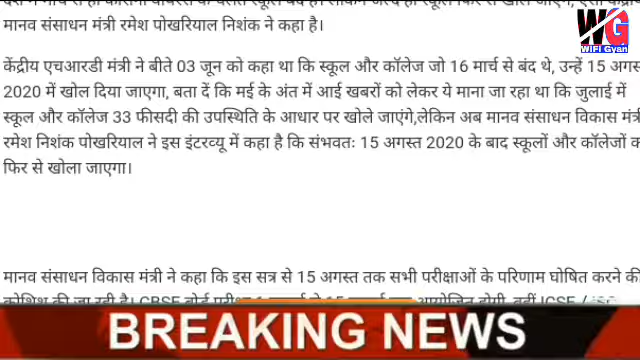 WG
WIFI Gyan
मानव संसाधन मंत्री रमेश पोखरियाल निशंक ने कहा है।
केंद्रीय एचआरडी मंत्री ने बीते 03 जून को कहा था कि स्कूल और कॉलेज जो 16 मार्च से बंद थे, उन्हें 15 अगस्
2020 में खोल दिया जाएगा, बता दें कि मई के अंत में आई खबरों को लेकर ये माना जा रहा था कि जुलाई में
स्कूल और कॉलेज 33 फीसदी की उपस्थिति के आधार पर खोले जाएंगे,लेकिन अब मानव संसाधन विकास मंत्री
रमेश निशंक पोखरियाल ने इस इंटरव्यू में कहा है कि संभवतः 15 अगस्त 2020 के बाद स्कूलों और कॉलेजों क
फिर से खोला जाएगा।
मानव संसाधन विकास मंत्री ने कहा कि इस सत्र से 15 अगस्त तक सभी परीक्षाओं के परिणाम घोषित करने की
BREAKING NEWS